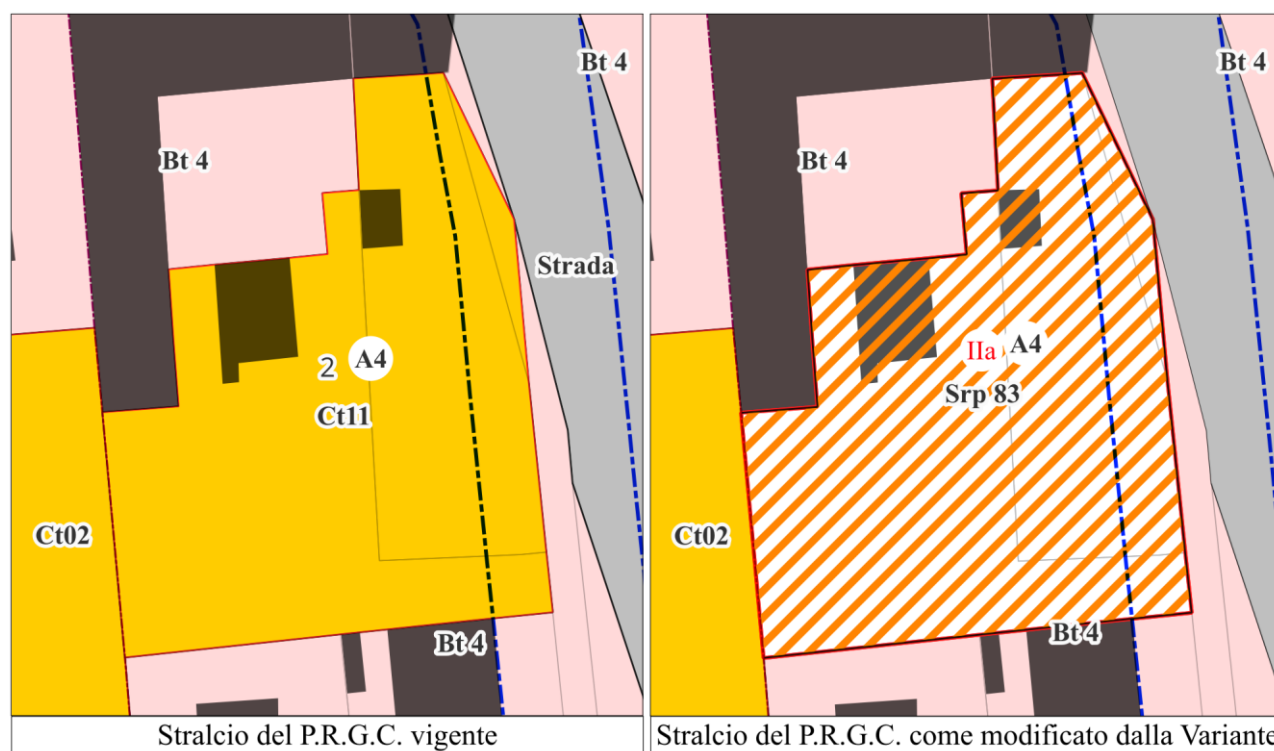 Bt 4
Bt 4
Strada
2
A4
Ct11
Ct02
Bt 4
Stralcio del P.R.G.C. vigente
Bt 4
Bt 4
IIa
A4
Srp 83
Ct02
Bt 4
Stralcio del P.R.G.C. come modificato dalla Variante